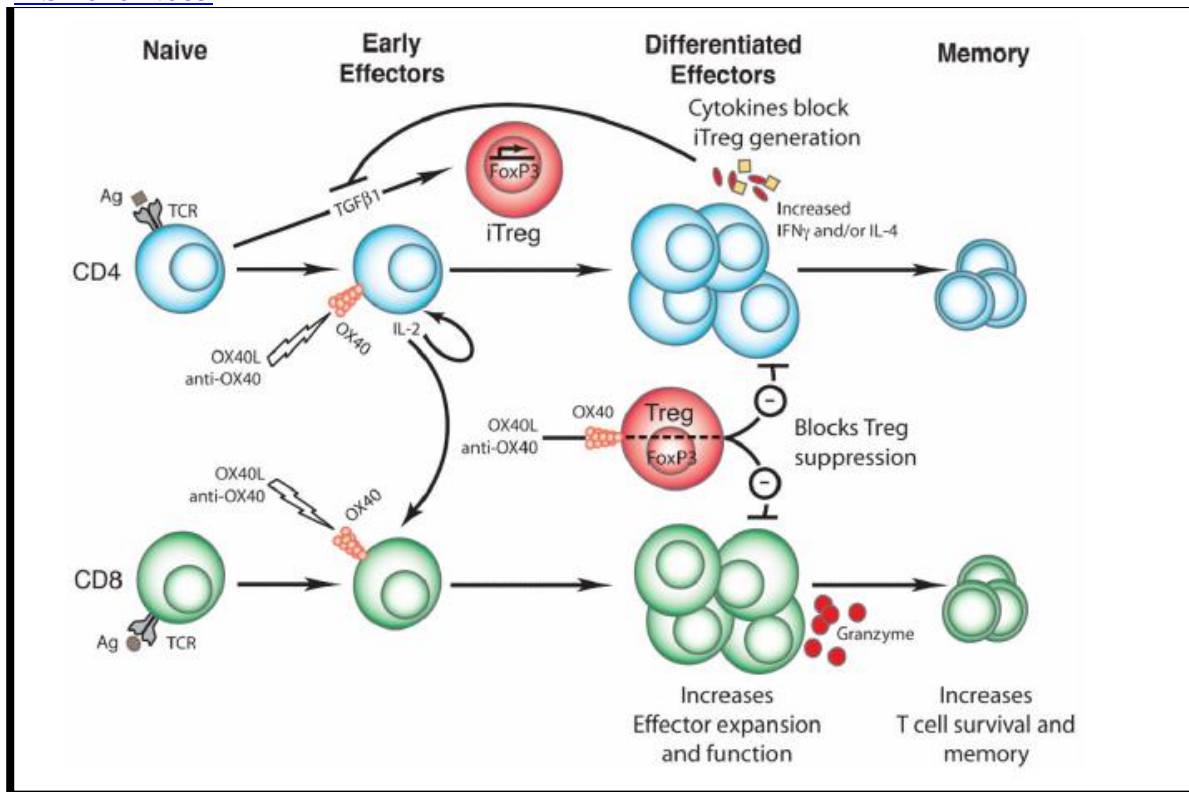 Naive
Early
Effectors
Differentiated
Effectors
Memory
Cytokines block
iTreg generation
FoxP3
iTreg
Ag
TCR
TGFβ1
Increased
IFNγ and/or IL-4
CD4
OX40
IL-2
OX40L
anti-OX40
OX40L
anti-OX40
OX40
Treg
FoxP3
Blocks Treg
suppression
OX40L
anti-OX40
OX40
CD8
Ag
TCR
Granzyme
Increases
Effector expansion
and function
Increases
T cell survival and
memory